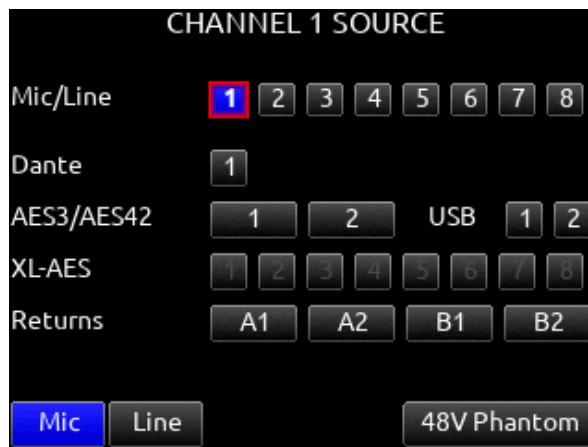 CHANNEL 1 SOURCE
Mic/Line 1 2 3 4 5 6 7 8
Dante 1
AES3/AES42 1 2 USB 1 2
XL-AES 1 2 3 4 5 6 7 8
Returns A1 A2 B1 B2
Mic Line 48V Phantom